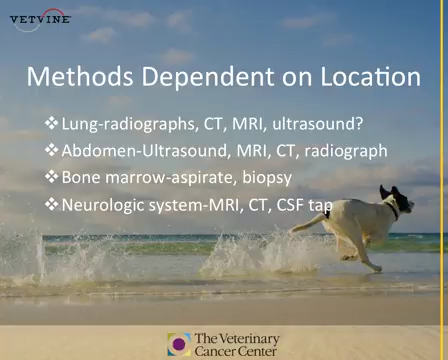 VETVINE
Methods Dependent on Location
❖Lung-radiographs, CT, MRI, ultrasound?
❖Abdomen-Ultrasound, MRI, CT, radiograph
❖Bone marrow-aspirate, biopsy
❖Neurologic system-MRI, CT, CSF tap
The Veterinary
Cancer Center